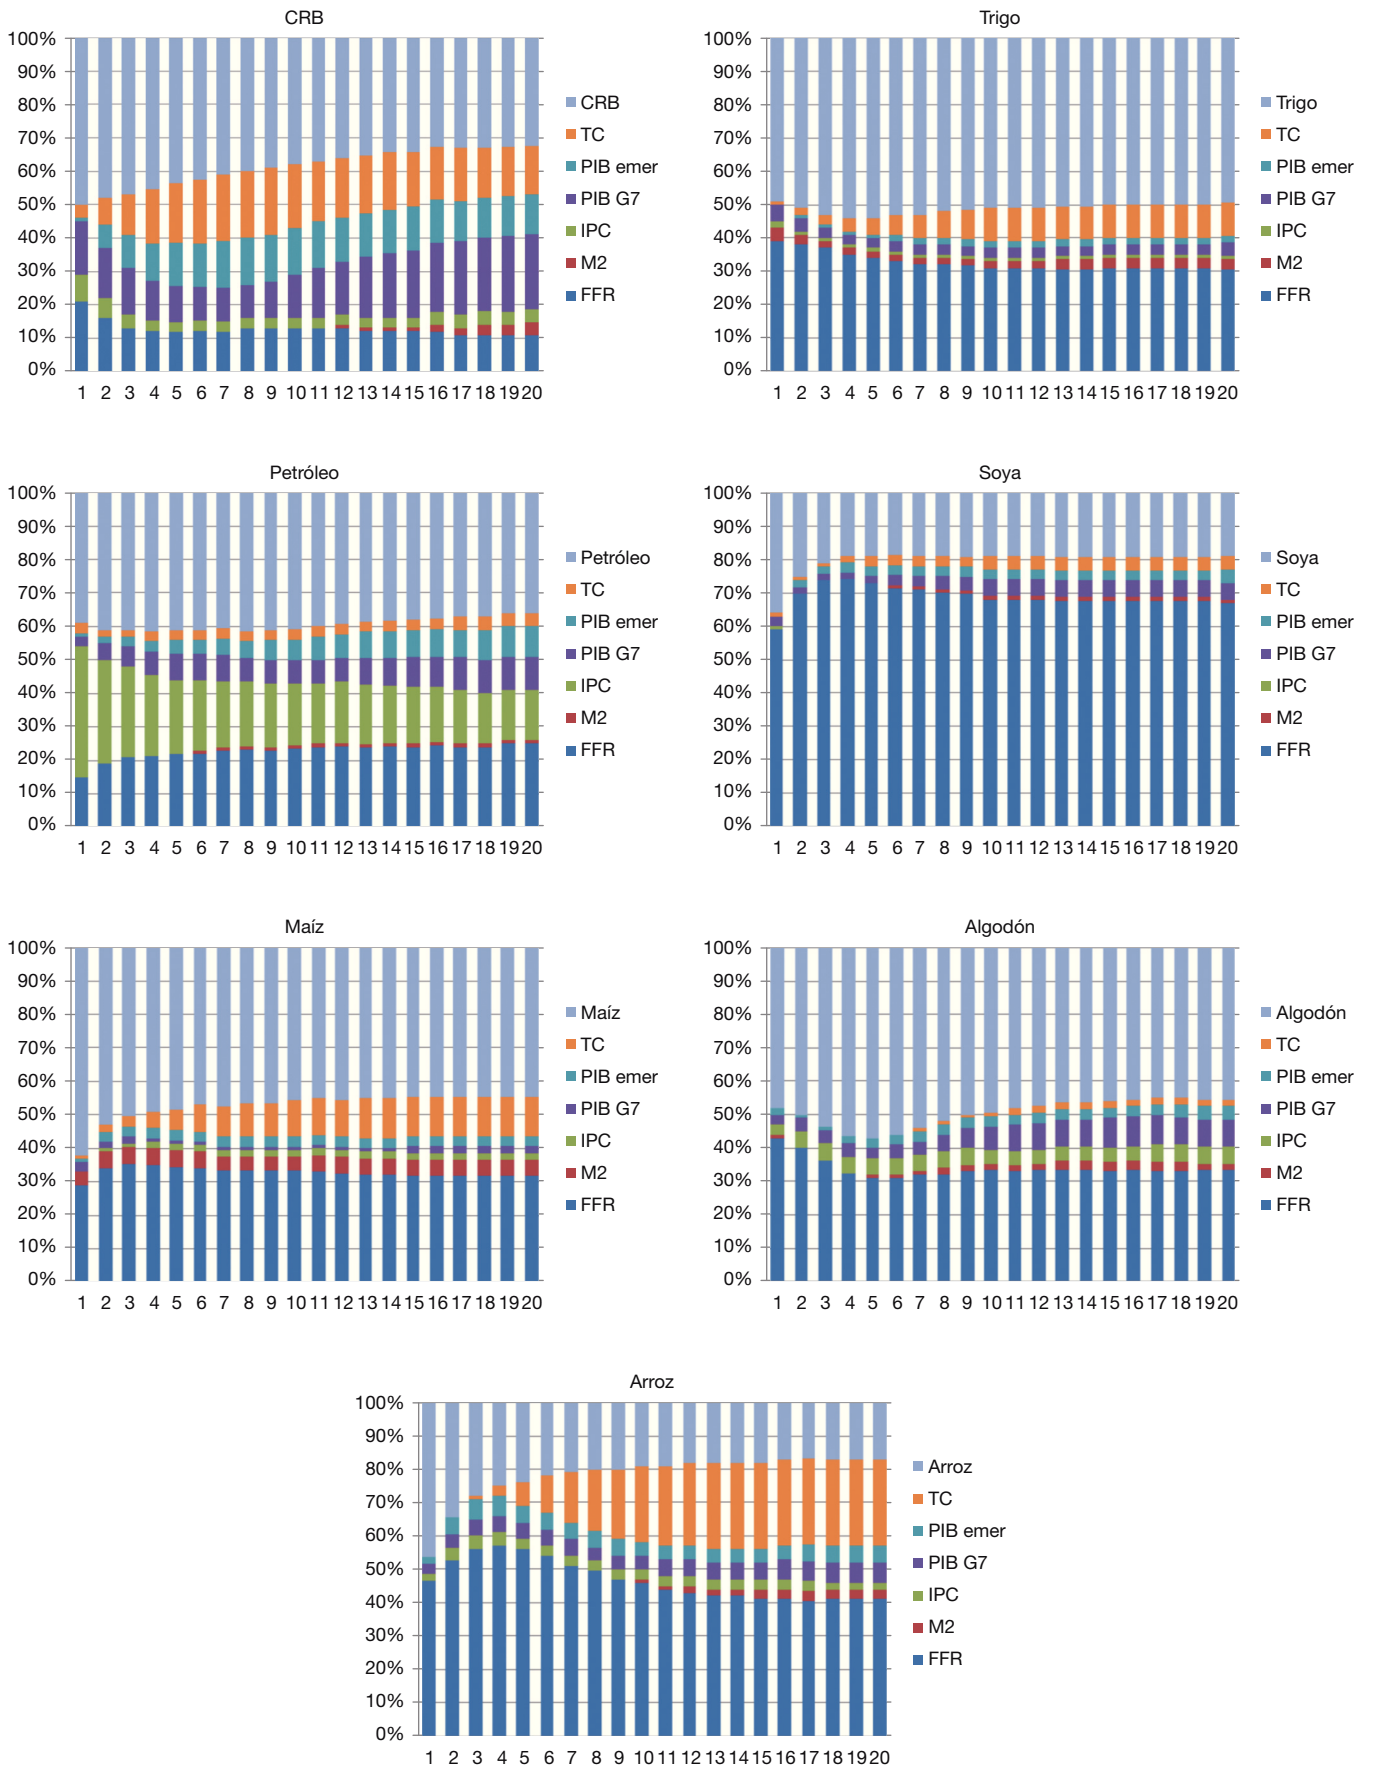 CRB
100%
90%
80%
70%
60%
50%
40%
30%
20%
10%
0%
1 2 3 4 5 6 7 8 9 10 11 12 13 14 15 16 17 18 19 20
CRB
TC
PIB emer
PIB G7
IPC
M2
FFR
Trigo
100%
90%
80%
70%
60%
50%
40%
30%
20%
10%
0%
1 2 3 4 5 6 7 8 9 10 11 12 13 14 15 16 17 18 19 20
Trigo
TC
PIB emer
PIB G7
IPC
M2
FFR
Petróleo
100%
90%
80%
70%
60%
50%
40%
30%
20%
10%
0%
1 2 3 4 5 6 7 8 9 10 11 12 13 14 15 16 17 18 19 20
Petróleo
TC
PIB emer
PIB G7
IPC
M2
FFR
Soya
100%
90%
80%
70%
60%
50%
40%
30%
20%
10%
0%
1 2 3 4 5 6 7 8 9 10 11 12 13 14 15 16 17 18 19 20
Soya
TC
PIB emer
PIB G7
IPC
M2
FFR
Maíz
100%
90%
80%
70%
60%
50%
40%
30%
20%
10%
0%
1 2 3 4 5 6 7 8 9 10 11 12 13 14 15 16 17 18 19 20
Maíz
TC
PIB emer
PIB G7
IPC
M2
FFR
Algodón
100%
90%
80%
70%
60%
50%
40%
30%
20%
10%
0%
1 2 3 4 5 6 7 8 9 10 11 12 13 14 15 16 17 18 19 20
Algodón
TC
PIB emer
PIB G7
IPC
M2
FFR
Arroz
100%
90%
80%
70%
60%
50%
40%
30%
20%
10%
0%
1 2 3 4 5 6 7 8 9 10 11 12 13 14 15 16 17 18 19 20
Arroz
TC
PIB emer
PIB G7
IPC
M2
FFR